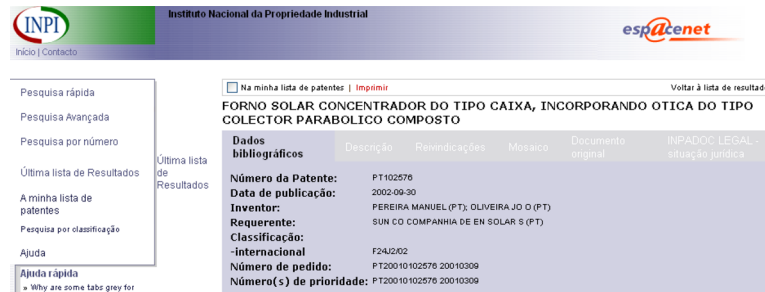 INPI
Instituto Nacional da Propriedade Industrial
espacenet
Início | Contacto
Pesquisa rápida
Pesquisa Avançada
Pesquisa por número
Última lista de Resultados
A minha lista de
patentes
Pesquisa por classificação
Ajuda
Ajuda rápida
» Why are some tabs grey for
Última lista
de
Resultados
Na minha lista de patentes | Imprimir
Voltar à lista de resultad
FORNO SOLAR CONCENTRADOR DO TIPO CAIXA, INCORPORANDO OTICA DO TIPO
COLECTOR PARABOLICO COMPOSTO
Dados
bibliográficos
Descrição
Reivindicações
Mosaico
Documento
original
INPADOC LEGAL -
situação jurídica
Número da Patente: PT102576
Data de publicação: 2002-09-30
Inventor: PEREIRA MANUEL (PT); OLIVEIRA JO O (PT)
Requerente: SUN CO COMPANHIA DE EN SOLAR S (PT)
Classificação:
-internacional F24J2/02
Número de pedido: PT20010102576 20010309
Número(s) de prioridade: PT20010102576 20010309